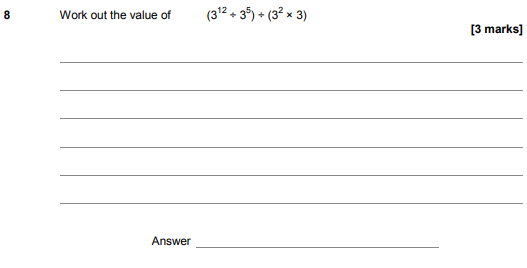 8 Work out the value of (3¹² ÷ 3⁵) ÷ (3² × 3)
[3 marks]
Answer